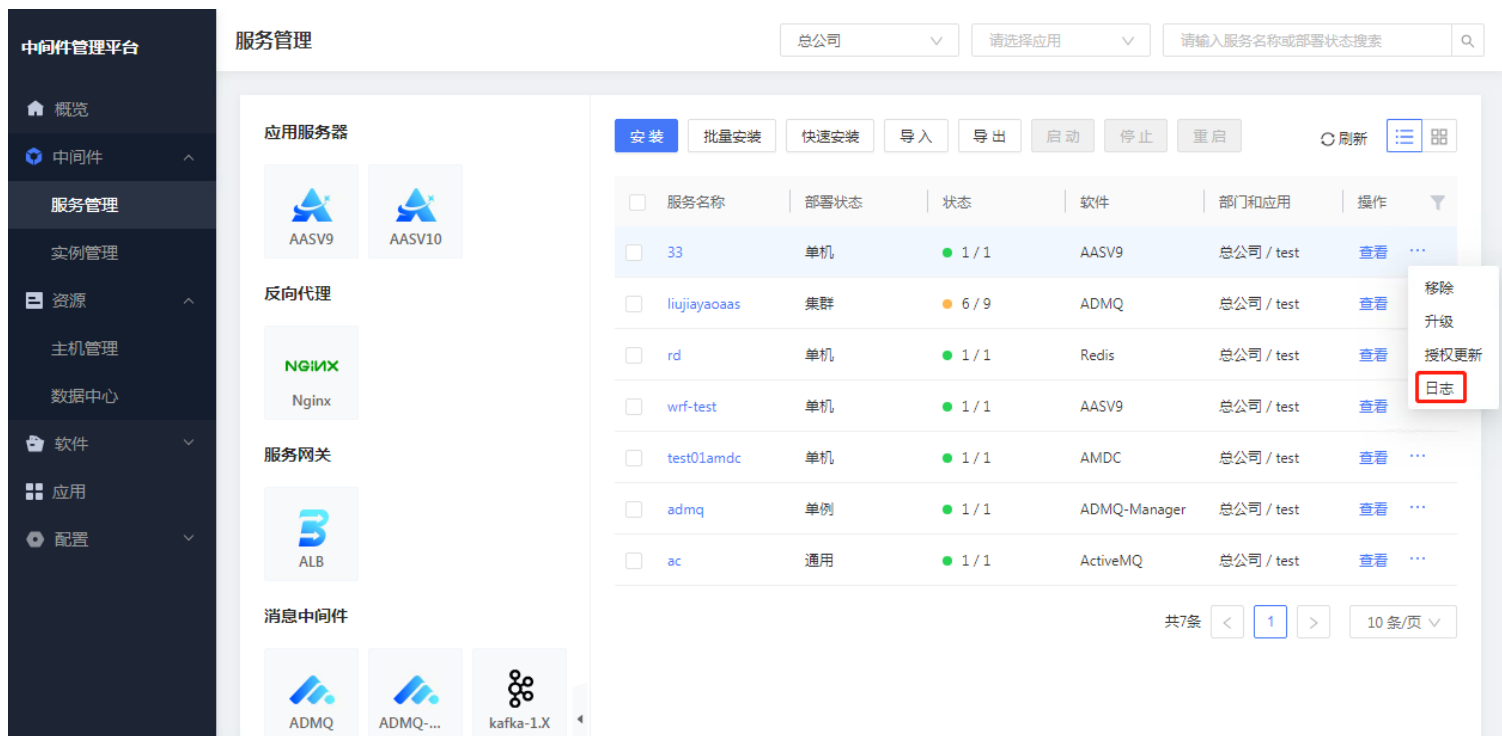 中间件管理平台
概览
中间件
服务管理
实例管理
资源
主机管理
数据中心
软件
应用
配置
服务管理
总公司
请选择应用
请输入服务名称或部署状态搜索
应用服务器
AASV9 AASV10
反向代理
NGINX
Nginx
服务网关
ALB
消息中间件
ADMQ ADMQ-... kafka-1.X
安装 批量安装 快速安装 导入 导出 启动 停止 重启 刷新
服务名称 部署状态 状态 软件 部门和应用 操作
33 单机 1 / 1 AASV9 总公司 / test 查看 ···
liujiayaoaas 集群 6 / 9 ADMQ 总公司 / test 查看
rd 单机 1 / 1 Redis 总公司 / test 查看
wrf-test 单机 1 / 1 AASV9 总公司 / test 查看
test01amdc 单机 1 / 1 AMDC 总公司 / test 查看 ···
admq 单例 1 / 1 ADMQ-Manager 总公司 / test 查看 ···
ac 通用 1 / 1 ActiveMQ 总公司 / test 查看 ···
移除
升级
授权更新
日志
共7条 < 1 > 10 条/页